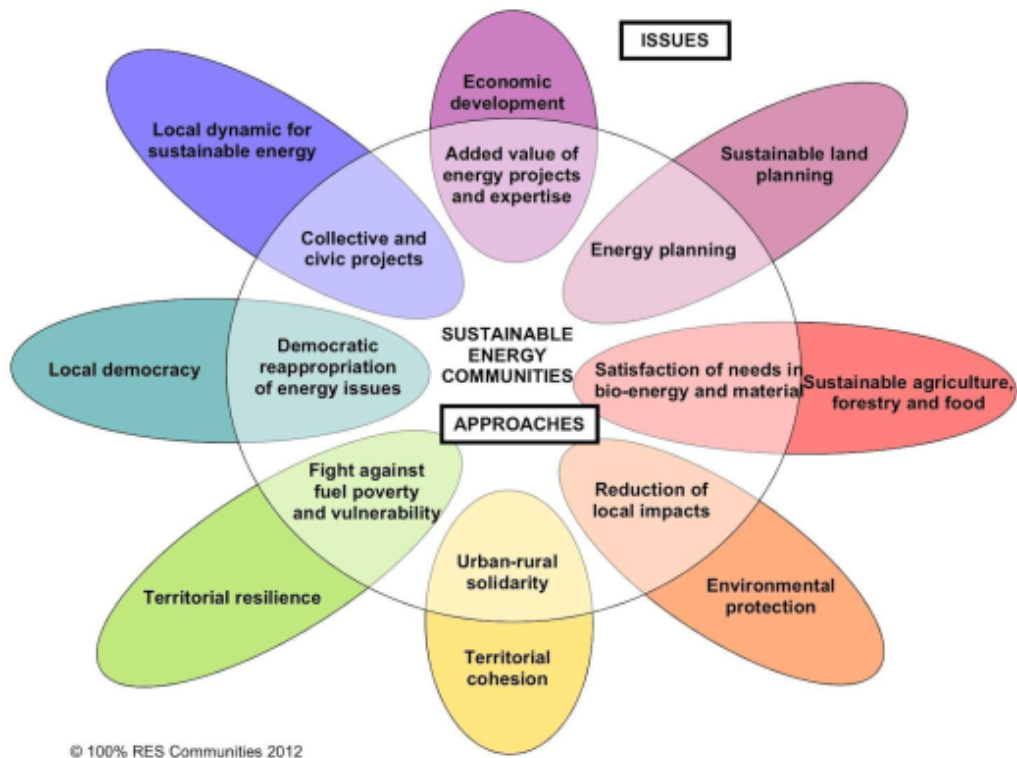 ISSUES
Economic
development
Added value of
energy projects
and expertise
Sustainable land
planning
Energy planning
Local dynamic for
sustainable energy
Collective and
civic projects
SUSTAINABLE
ENERGY
COMMUNITIES
APPROACHES
Local democracy
Democratic
reappropriation
of energy issues
Satisfaction of needs in
bio-energy and material
Sustainable agriculture,
forestry and food
Fight against
fuel poverty
and vulnerability
Territorial resilience
Urban-rural
solidarity
Territorial
cohesion
Reduction of
local impacts
Environmental
protection
© 100% RES Communities 2012